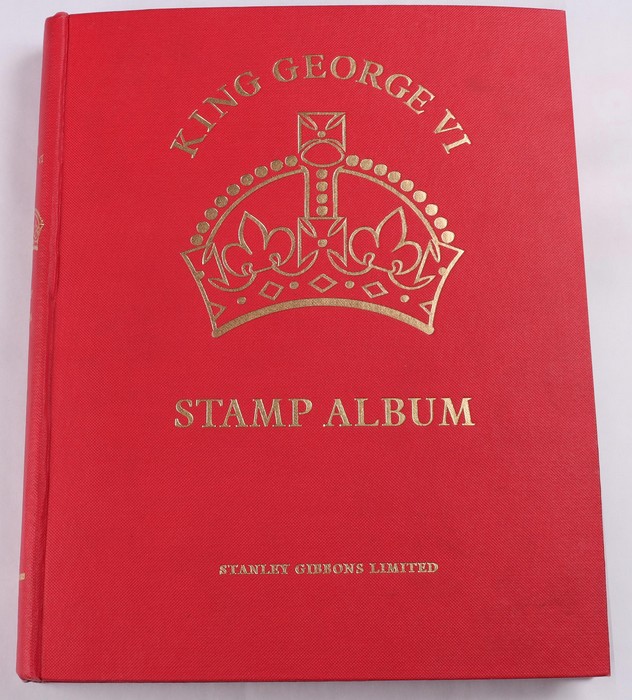 KING GEORGE VI
STAMP ALBUM
STANLEY GIBBONS LIMITED